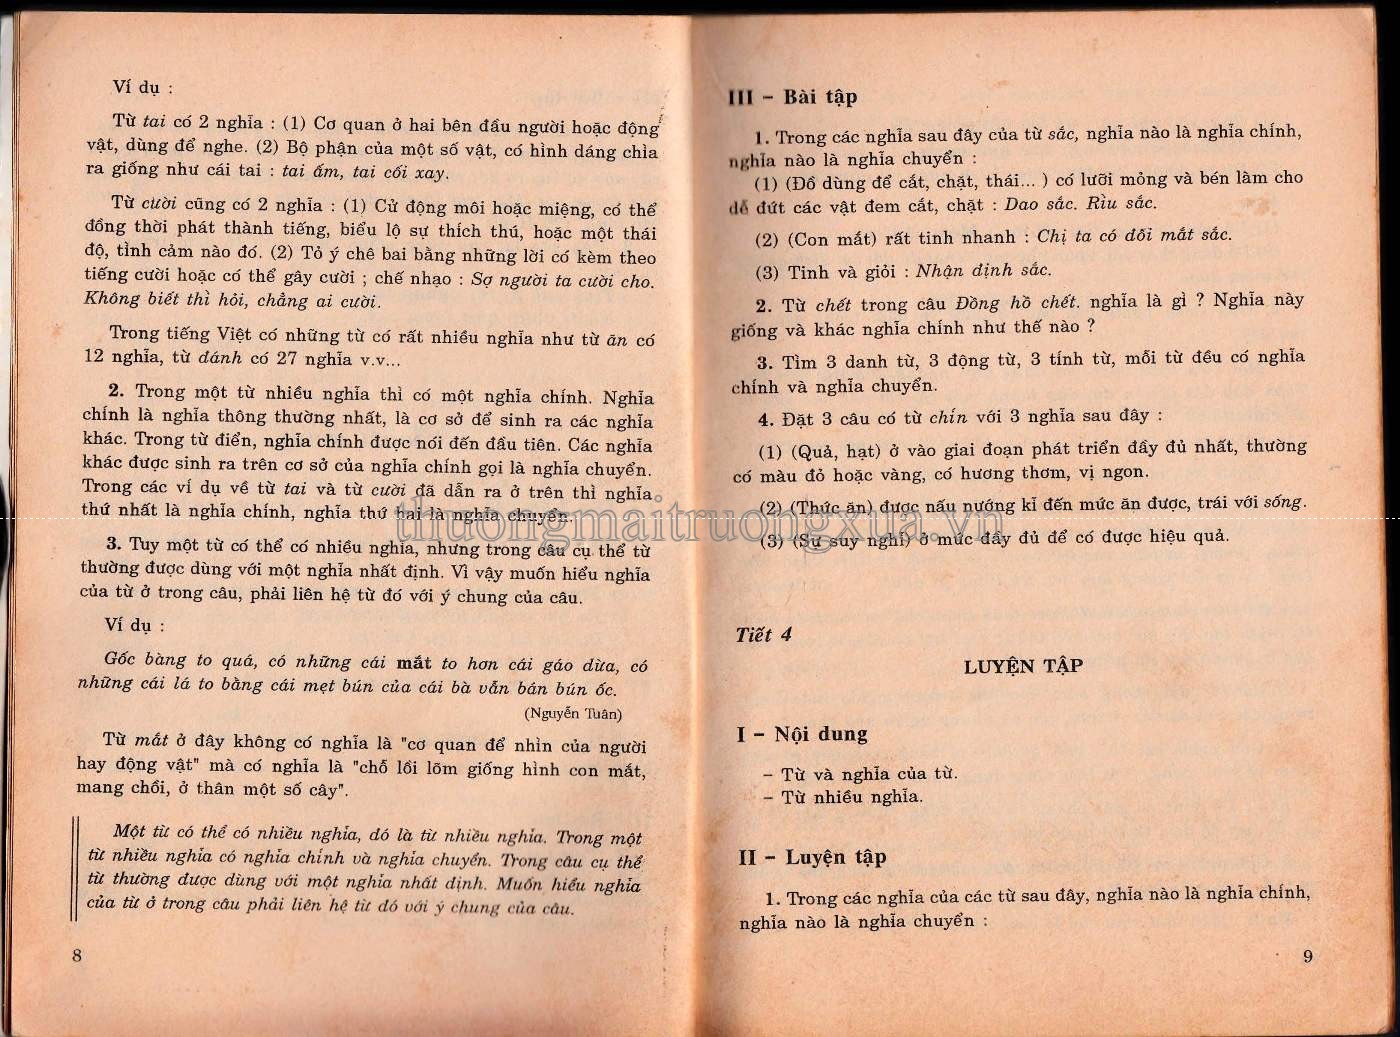 Ví dụ :
Từ tai có 2 nghĩa : (1) Cơ quan ở hai bên đầu người hoặc động
vật, dùng để nghe. (2) Bộ phận của một số vật, có hình dáng chìa
ra giống như cái tai : tai ấm, tai cối xay.
Từ cười cũng có 2 nghĩa : (1) Cử động môi hoặc miệng, có thể
đồng thời phát thành tiếng, biểu lộ sự thích thú, hoặc một thái
độ, tình cảm nào đó. (2) Tỏ ý chê bai bằng những lời có kèm theo
tiếng cười hoặc có thể gây cười ; chế nhạo : Sợ người ta cười cho.
Không biết thì hỏi, chẳng ai cười.
Trong tiếng Việt có những từ có rất nhiều nghĩa như từ ăn có
12 nghĩa, từ đánh có 27 nghĩa v.v...
2. Trong một từ nhiều nghĩa thì có một nghĩa chính. Nghĩa
chính là nghĩa thông thường nhất, là cơ sở để sinh ra các nghĩa
khác. Trong từ điển, nghĩa chính được nói đến đầu tiên. Các nghĩa
khác được sinh ra trên cơ sở của nghĩa chính gọi là nghĩa chuyển.
Trong các ví dụ về từ tai và từ cười đã dẫn ra ở trên thì nghĩa
thứ nhất là nghĩa chính, nghĩa thứ hai là nghĩa chuyển.
3. Tuy một từ có thể có nhiều nghĩa, nhưng trong câu cụ thể từ
thường được dùng với một nghĩa nhất định. Vì vậy muốn hiểu nghĩa
của từ ở trong câu, phải liên hệ từ đó với ý chung của câu.
Ví dụ :
Gốc bàng to quá, có những cái mắt to hơn cái gáo dừa, có
những cái lá to bằng cái mẹt bún của cái bà vẫn bán bún ốc.
(Nguyễn Tuân)
Từ mắt ở đây không có nghĩa là "cơ quan để nhìn của người
hay động vật" mà có nghĩa là "chỗ lồi lõm giống hình con mắt,
mang chồi, ở thân một số cây".
Một từ có thể có nhiều nghĩa, đó là từ nhiều nghĩa. Trong một
từ nhiều nghĩa có nghĩa chính và nghĩa chuyển. Trong câu cụ thể
từ thường được dùng với một nghĩa nhất định. Muốn hiểu nghĩa
của từ ở trong câu phải liên hệ từ đó với ý chung của câu.
8
III - Bài tập
1. Trong các nghĩa sau đây của từ sắc, nghĩa nào là nghĩa chính,
nghĩa nào là nghĩa chuyển :
(1) (Đồ dùng để cắt, chặt, thái... ) có lưỡi mỏng và bén làm cho
dễ đứt các vật đem cắt, chặt : Dao sắc. Rìu sắc.
(2) (Con mắt) rất tinh nhanh : Chị ta có đôi mắt sắc.
(3) Tinh và giỏi : Nhận định sắc.
2. Từ chết trong câu Đồng hồ chết. nghĩa là gì ? Nghĩa này
giống và khác nghĩa chính như thế nào ?
3. Tìm 3 danh từ, 3 động từ, 3 tính từ, mỗi từ đều có nghĩa
chính và nghĩa chuyển.
4. Đặt 3 câu có từ chín với 3 nghĩa sau đây :
(1) (Quả, hạt) ở vào giai đoạn phát triển đầy đủ nhất, thường
có màu đỏ hoặc vàng, có hương thơm, vị ngon.
(2) (Thức ăn) được nấu nướng kĩ đến mức ăn được, trái với sống.
(3) (Sự suy nghĩ) ở mức đầy đủ để có được hiệu quả.
Tiết 4
LUYỆN TẬP
I - Nội dung
- Từ và nghĩa của từ.
- Từ nhiều nghĩa.
II - Luyện tập
1. Trong các nghĩa của các từ sau đây, nghĩa nào là nghĩa chính,
nghĩa nào là nghĩa chuyển :
9
thuongmaitruongxua.vn